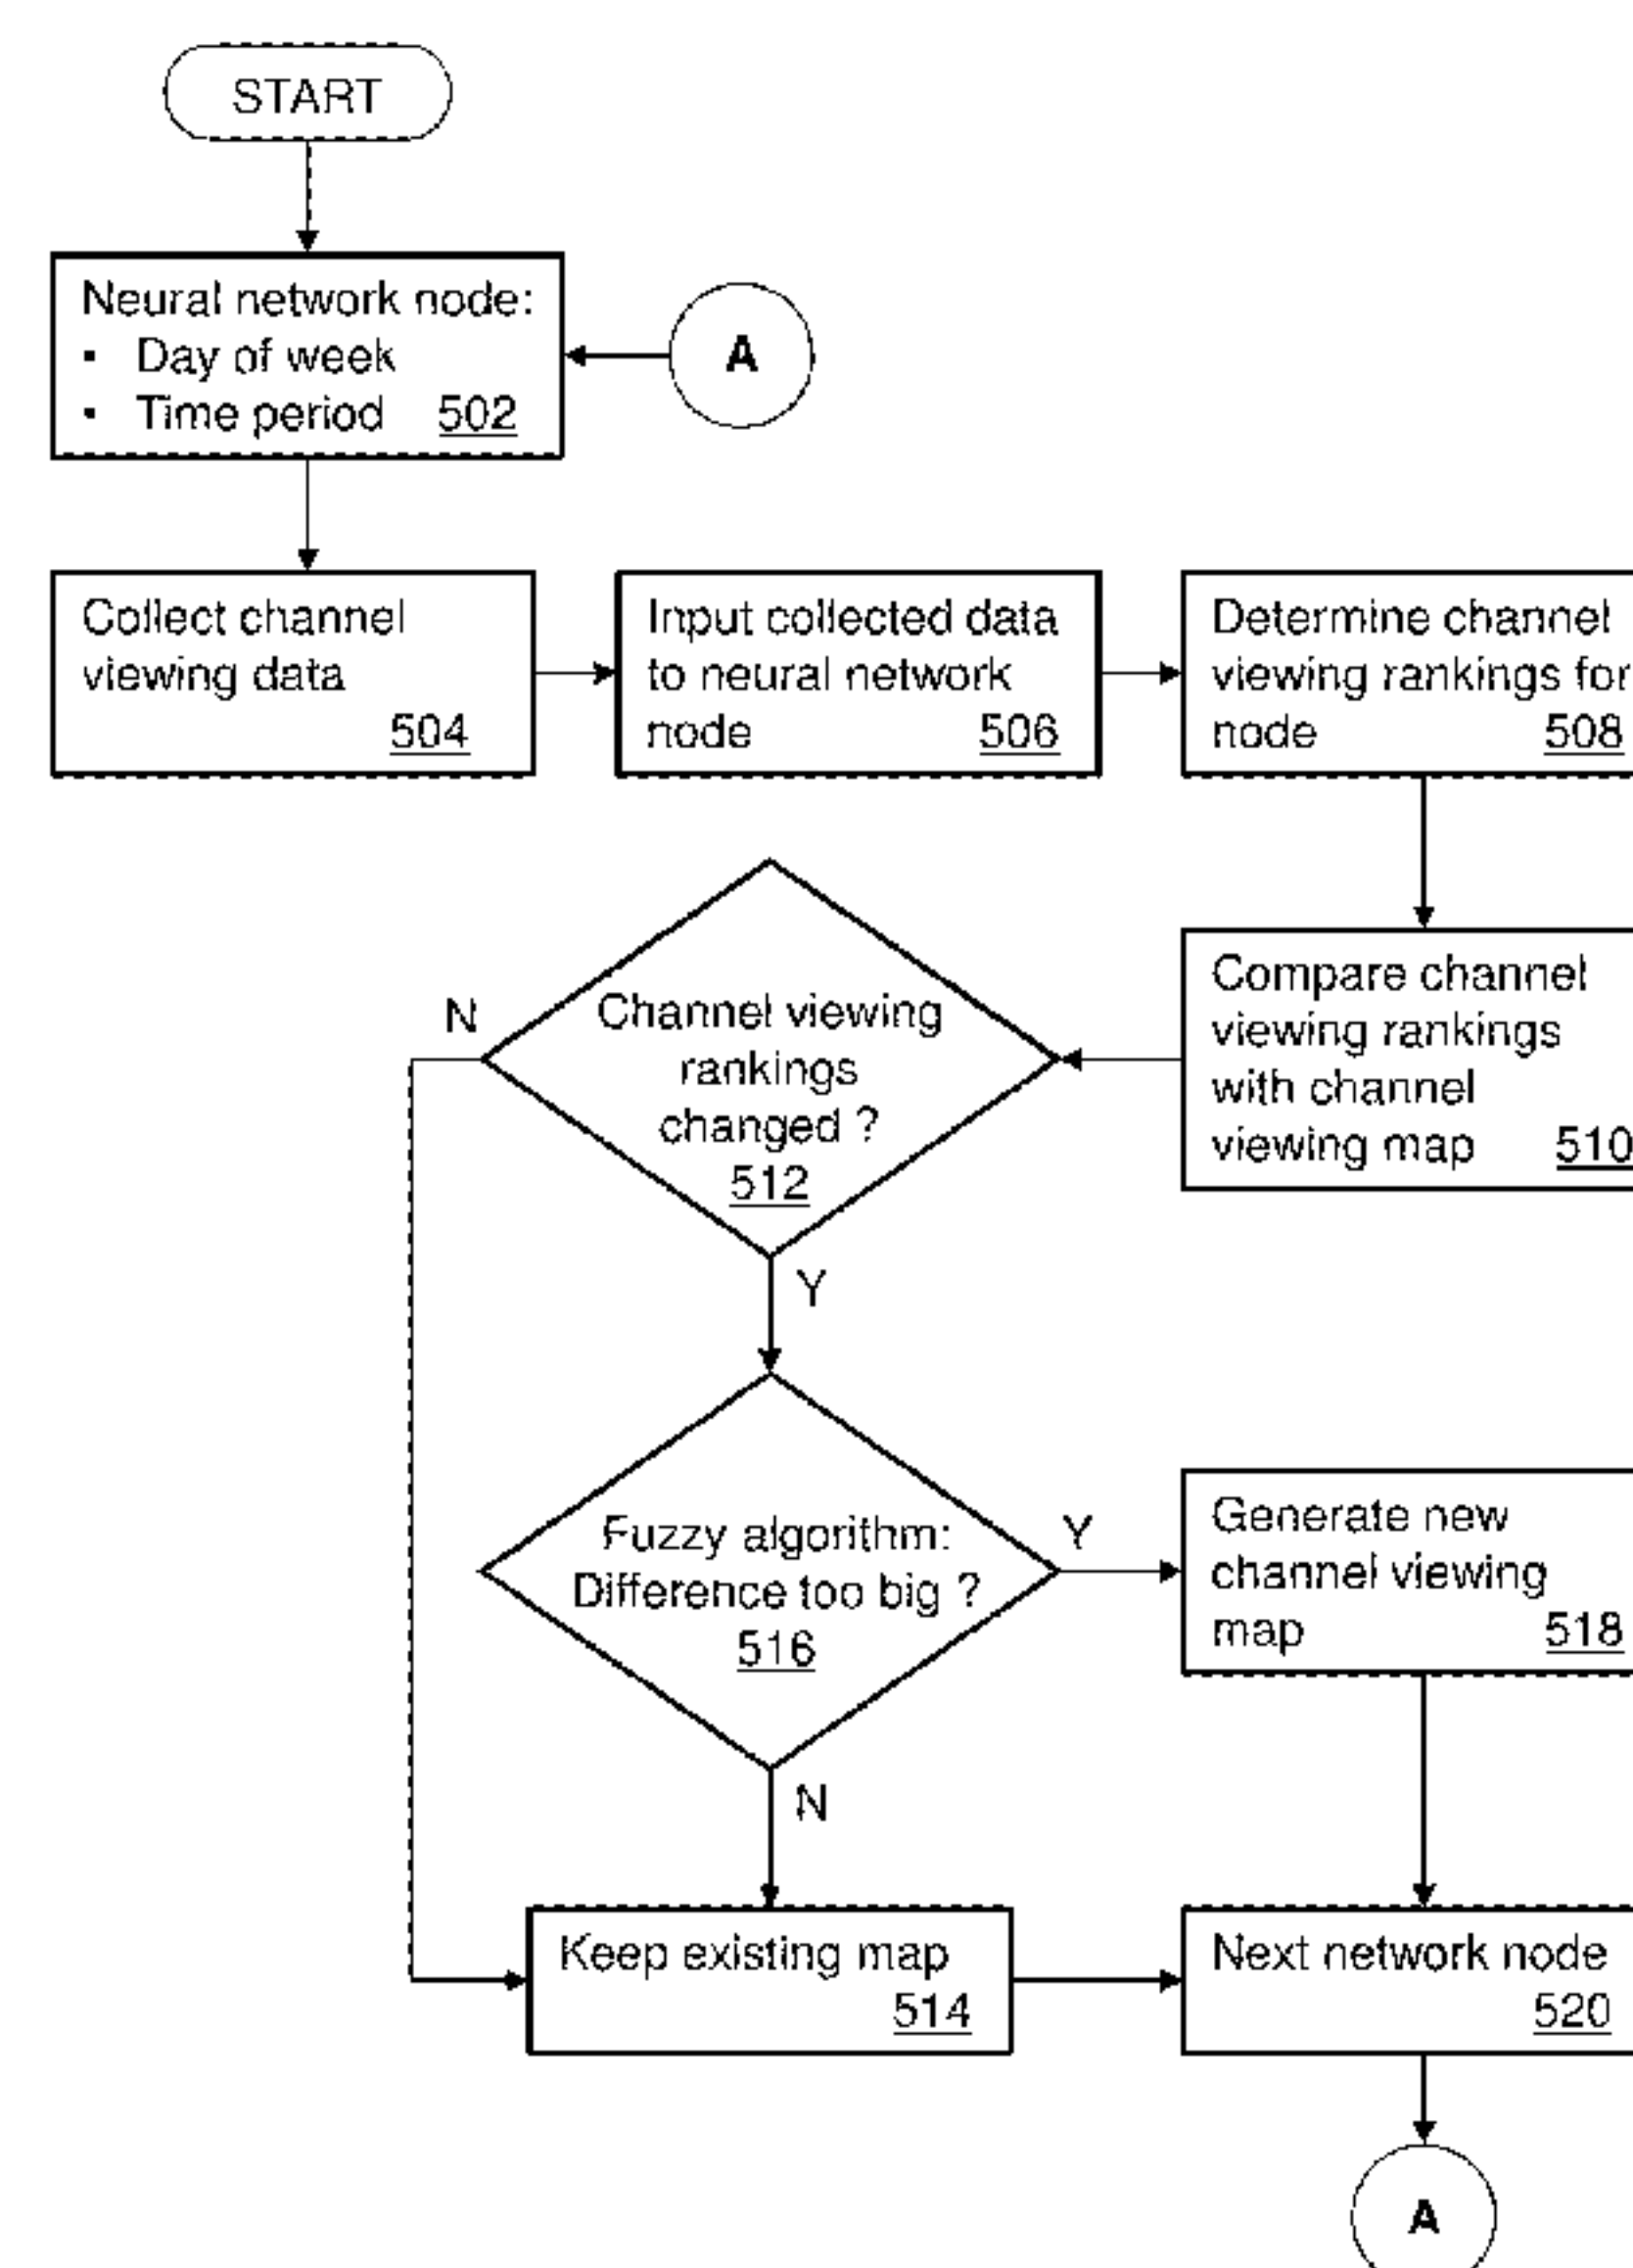 START
Neural network node:
▪ Day of week
▪ Time period 502
A
Collect channel
viewing data
504
Input collected data
to neural network
node 506
Determine channel
viewing rankings for
node 508
Compare channel
viewing rankings
with channel
viewing map 510
N
Channel viewing
rankings
changed ?
512
Y
Fuzzy algorithm:
Difference too big ?
516
Y
Generate new
channel viewing
map 518
N
Keep existing map
514
Next network node
520
A